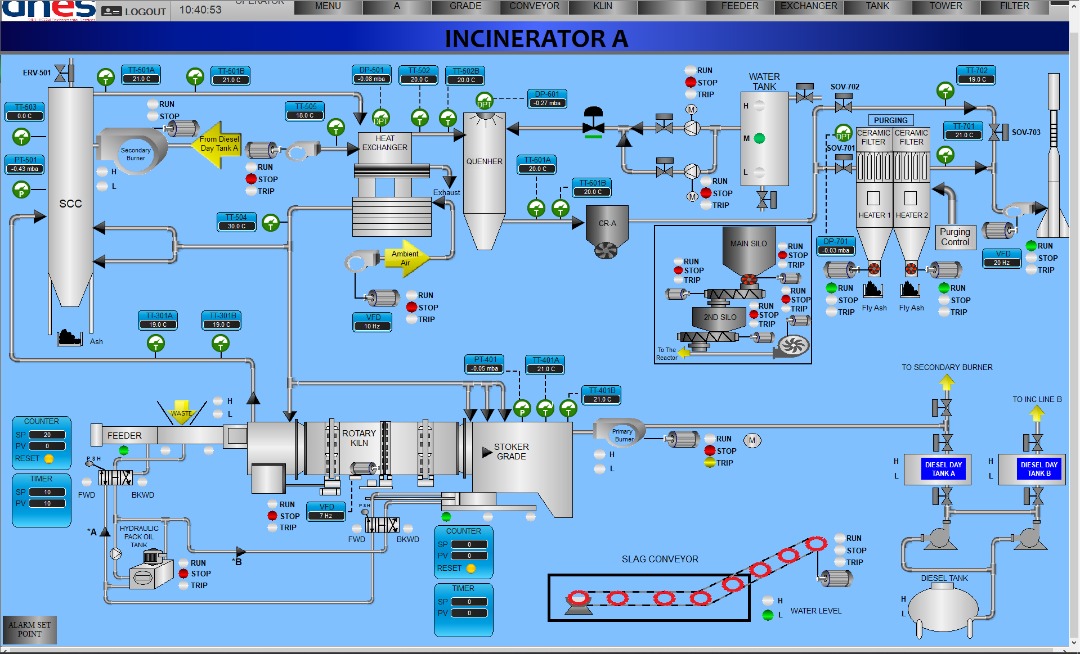 LOGOUT
10:40:53
OPERATOR
MENU
A
GRADE
CONVEYOR
KLIN
FEEDER
EXCHANGER
TANK
TOWER
FILTER
INCINERATOR A
ERV-501
TT-501A
21.0 C
TT-501B
21.0 C
DP-501
-0.08 mba
TT-502
20.0 C
TT-502B
20.0 C
DP-601
-0.27 mba
RUN
STOP
TRIP
WATER
TANK
SOV-702
TT-702
19.0 C
TT-503
0.0 C
RUN
STOP
TT-505
16.0 C
Secondary
Burner
From Diesel
Day Tank A
H
L
RUN
STOP
TRIP
HEAT
EXCHANGER
QUENHER
H
M
L
PURGING
CERAMIC
FILTER
CERAMIC
FILTER
TT-701
21.0 C
SOV-703
SOV-701
PT-501
-0.43 mba
SCC
Exhaust
TT-501A
20.0 C
TT-501B
20.0 C
RUN
STOP
TRIP
HEATER 1
HEATER 2
TT-504
30.0 C
CR-A
Ambient
Air
MAIN SILO
RUN
STOP
TRIP
RUN
STOP
TRIP
RUN
STOP
TRIP
RUN
STOP
TRIP
2ND SILO
To The
Reactor
DP-701
-0.03 mba
Purging
Control
VFD
20 Hz
RUN
STOP
TRIP
RUN
STOP
TRIP
Fly Ash
Fly Ash
RUN
STOP
TRIP
RUN
STOP
TRIP
VFD
10 Hz
Ash
TT-301A
19.0 C
TT-301B
19.0 C
PT-401
-0.05 mba
TT-401A
21.0 C
TT-401B
21.0 C
TO SECONDARY BURNER
TO INC LINE B
COUNTER
SP
20
PV
0
RESET
WASTE
H
L
FEEDER
ROTARY
KILN
STOKER
GRADE
Primary
Burner
H
L
RUN
STOP
TRIP
M
H
L
DIESEL DAY
TANK A
H
L
DIESEL DAY
TANK B
TIMER
SP
10
PV
10
P S H
FWD
BKWD
RUN
STOP
TRIP
VFD
7 Hz
P S H
FWD
BKWD
*A
HYDRAULIC
PACK OIL
TANK
RUN
STOP
TRIP
*B
COUNTER
SP
0
PV
0
RESET
TIMER
SP
0
PV
0
SLAG CONVEYOR
RUN
STOP
TRIP
H
L
WATER LEVEL
DIESEL TANK
H
L
ALARM SET
POINT